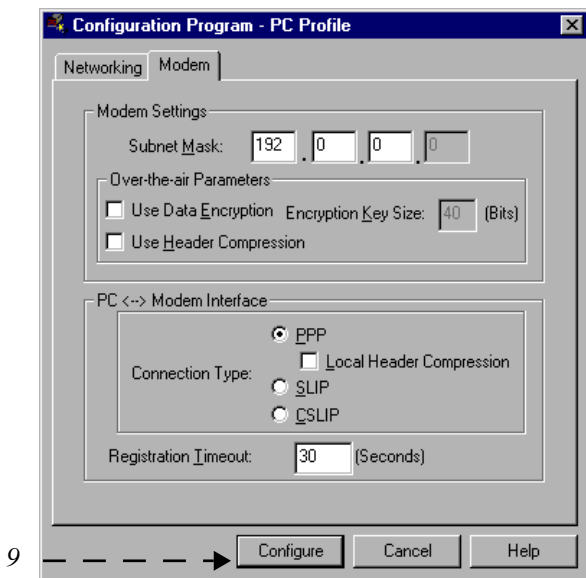 Configuration Program - PC Profile
Networking Modem
Modem Settings
Subnet Mask: 192 . 0 . 0 . 0
Over-the-air Parameters
Use Data Encryption Encryption Key Size: 40 (Bits)
Use Header Compression
PC <--> Modem Interface
PPP
Local Header Compression
Connection Type:
SLIP
CSLIP
Registration Timeout: 30 (Seconds)
9 Configure Cancel Help